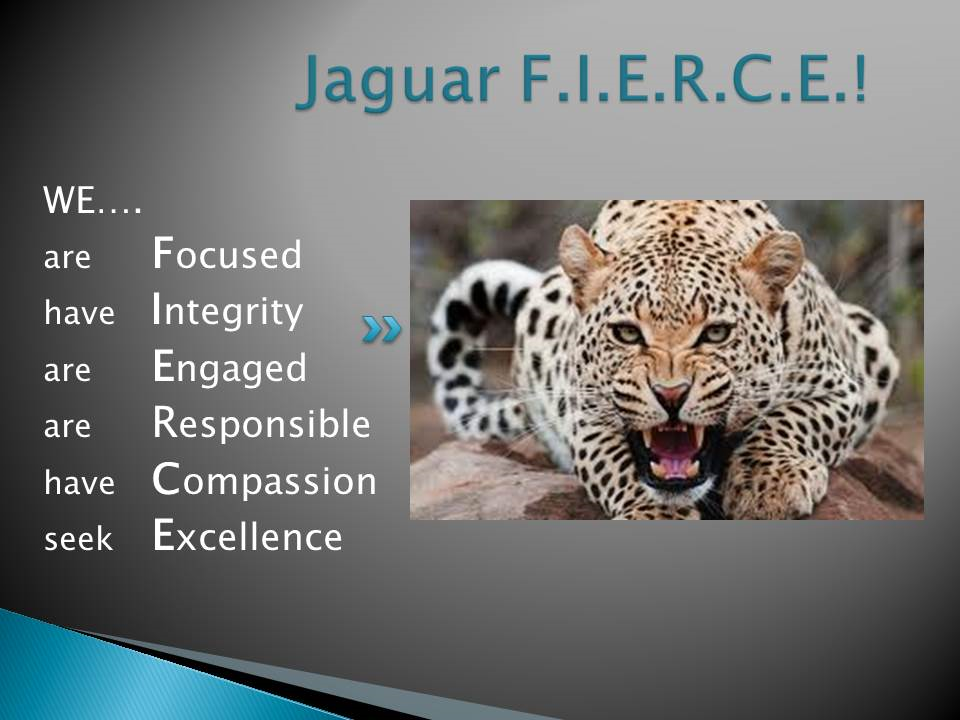 Jaguar F.I.E.R.C.E.!
WE….
are Focused
have Integrity
are Engaged
are Responsible
have Compassion
seek Excellence